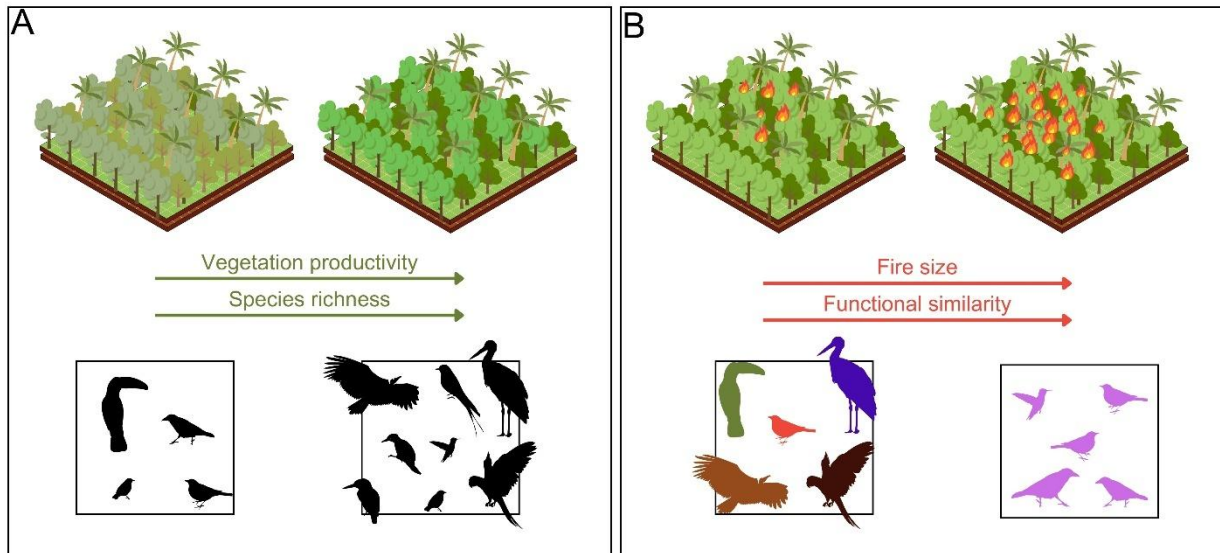 A
Vegetation productivity
Species richness
B
Fire size
Functional similarity